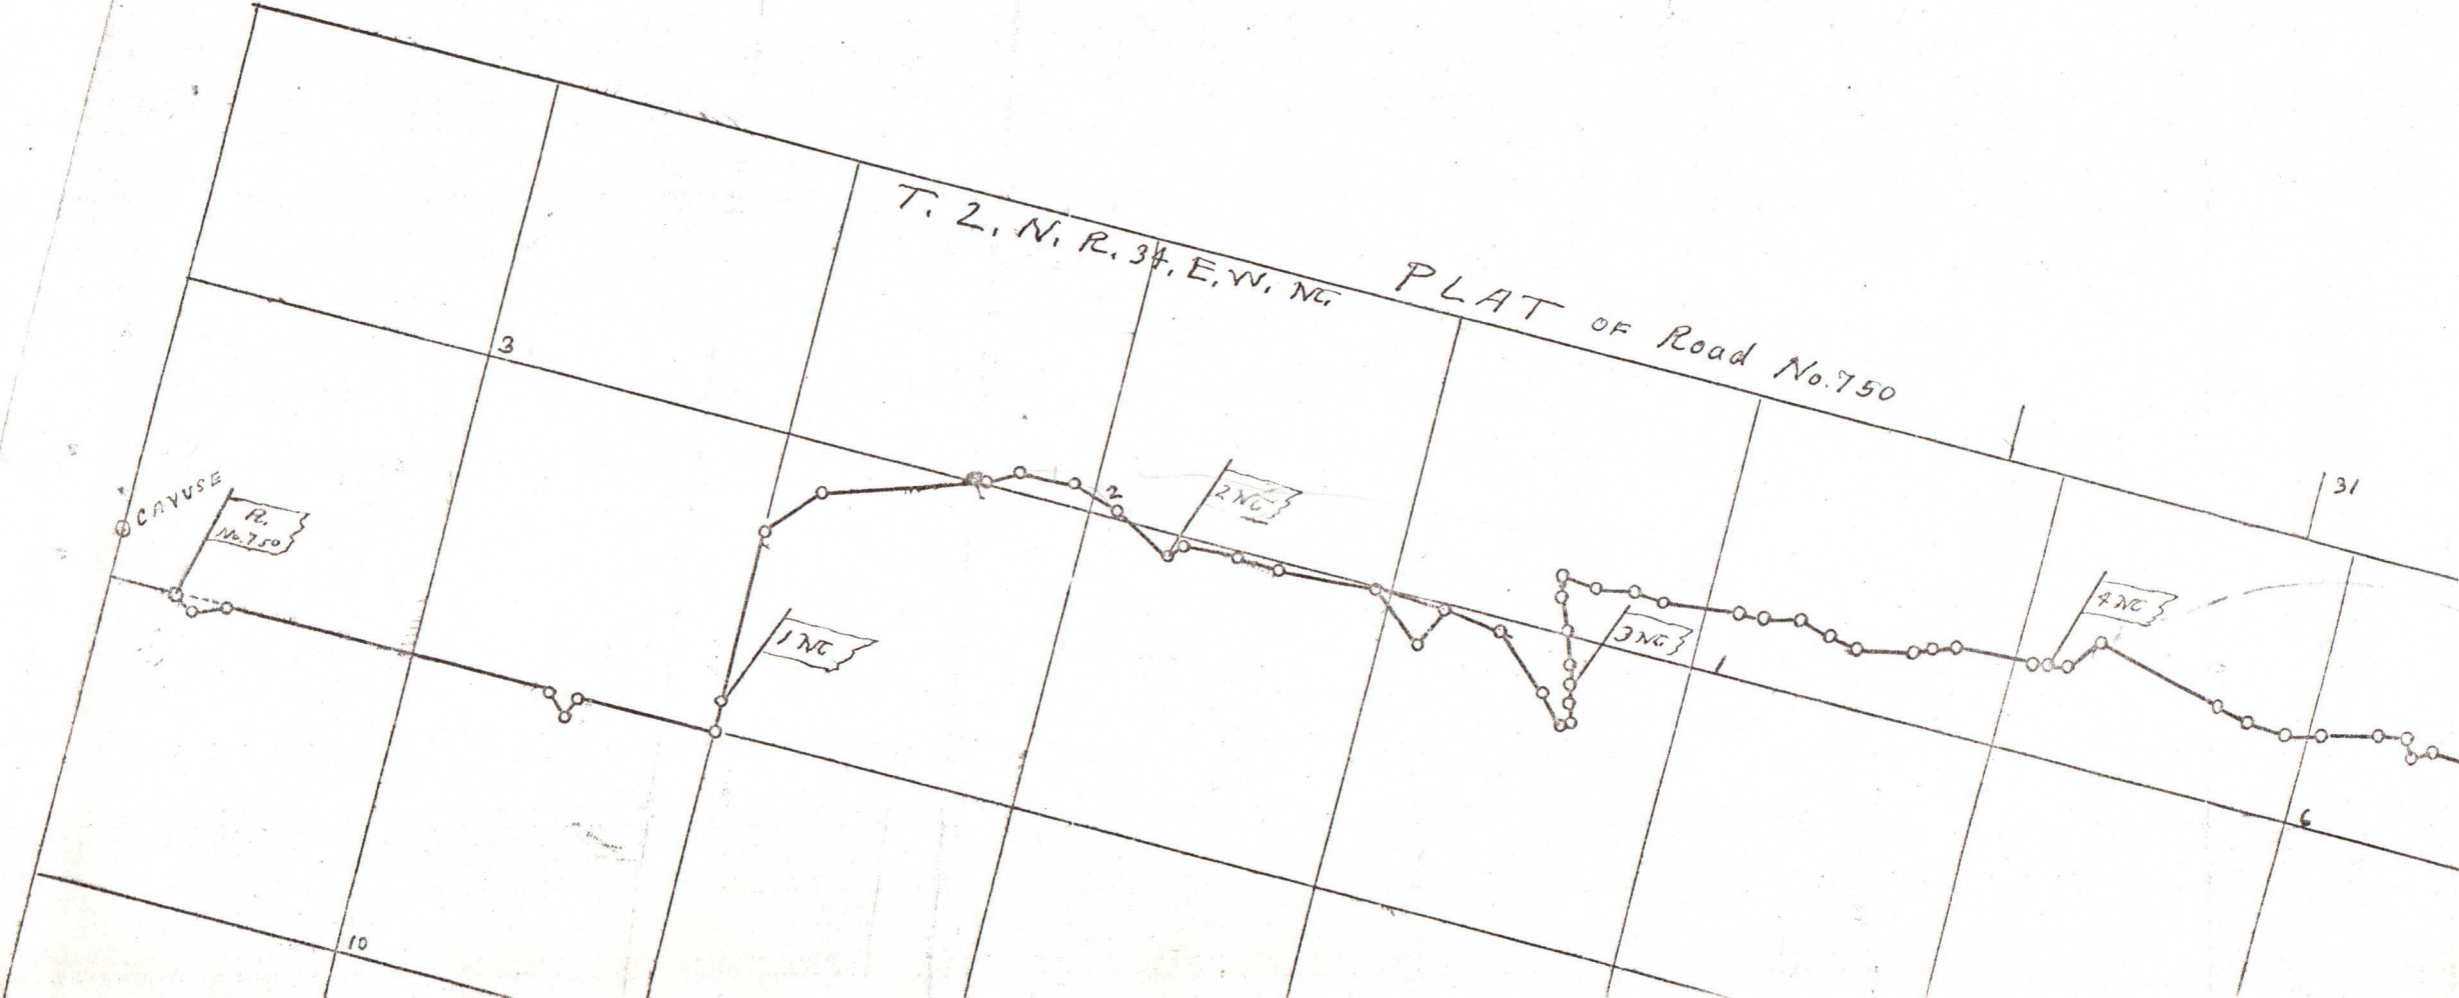 T. 2. N. R. 34. E. W. M.
PLAT OF Road No. 750
31
3
CAYUSE
R.
No. 750
2
2 M
1 M
3 M
1
4 M
6
10